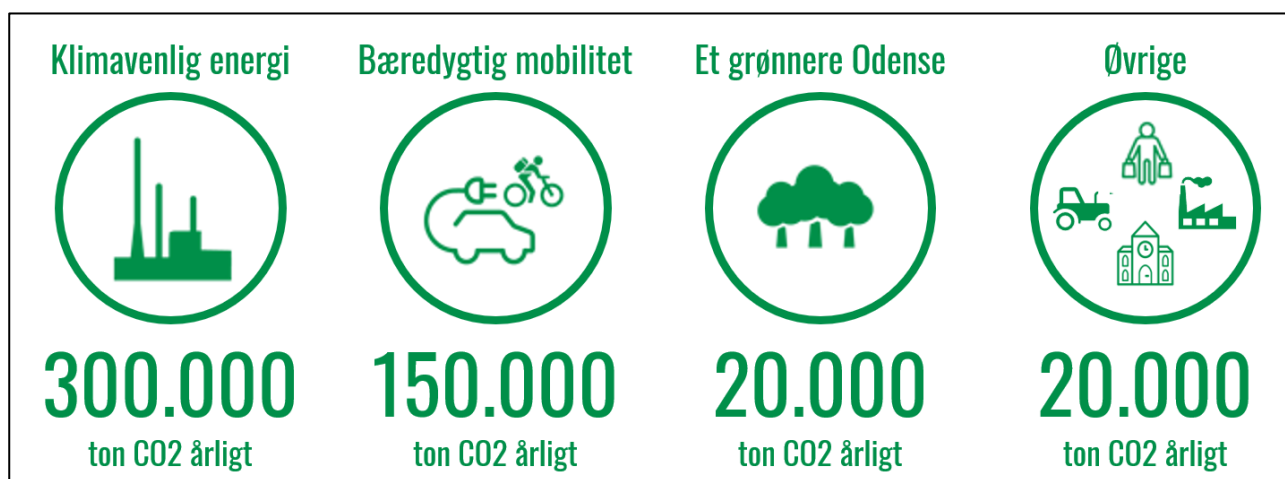 Klimavenlig energi
300.000
ton CO2 årligt
Bæredygtig mobilitet
150.000
ton CO2 årligt
Et grønnere Odense
20.000
ton CO2 årligt
Øvrige
20.000
ton CO2 årligt